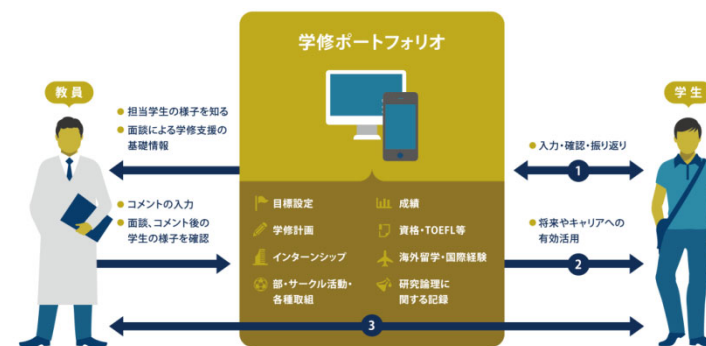 学修ポートフォリオ
教員
担当学生の様子を知る
面談による学修支援の
基礎情報
コメントの入力
面談、コメント後の
学生の様子を確認
目標設定
学修計画
インターンシップ
部・サークル活動・
各種取組
成績
資格・TOEFL等
海外留学・国際経験
研究論理に
関する記録
学生
入力・確認・振り返り
1
将来やキャリアへの
有効活用
2
3